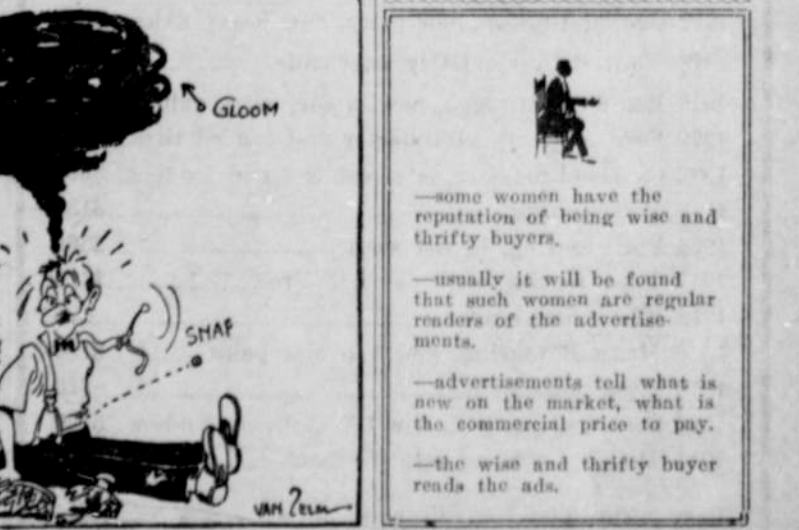 GLOOM
SNAP
VAN ZELM
—some women have the
reputation of being wise and
thrifty buyers.
—usually it will be found
that such women are regular
readers of the advertise-
ments.
—advertisements tell what is
new on the market, what is
the commercial price to pay.
—the wise and thrifty buyer
reads the ads.